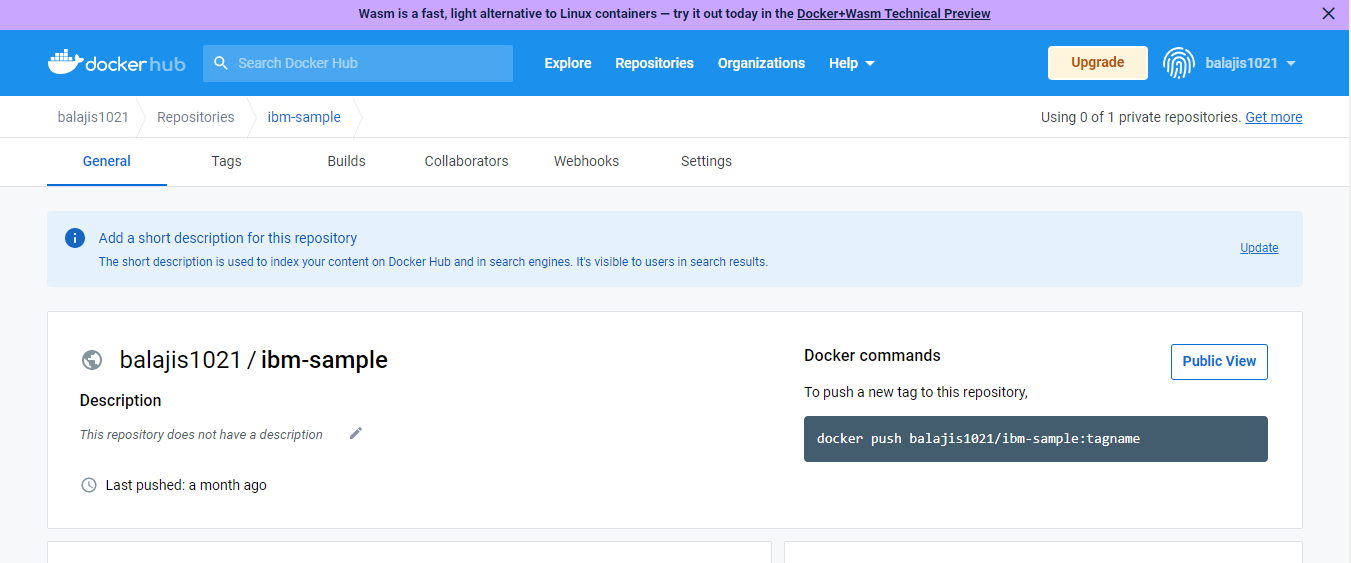 Wasm is a fast, light alternative to Linux containers — try it out today in the Docker+Wasm Technical Preview
docker hub Search Docker Hub Explore Repositories Organizations Help Upgrade balajis1021
balajis1021 Repositories ibm-sample Using 0 of 1 private repositories. Get more
General Tags Builds Collaborators Webhooks Settings
Add a short description for this repository
The short description is used to index your content on Docker Hub and in search engines. It's visible to users in search results.
Update
balajis1021 / ibm-sample
Description
This repository does not have a description
Last pushed: a month ago
Docker commands
Public View
To push a new tag to this repository,
docker push balajis1021/ibm-sample:tagname